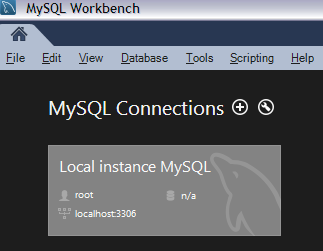 MySQL Workbench
File Edit View Database Tools Scripting Help
MySQL Connections
Local instance MySQL
root n/a
localhost:3306